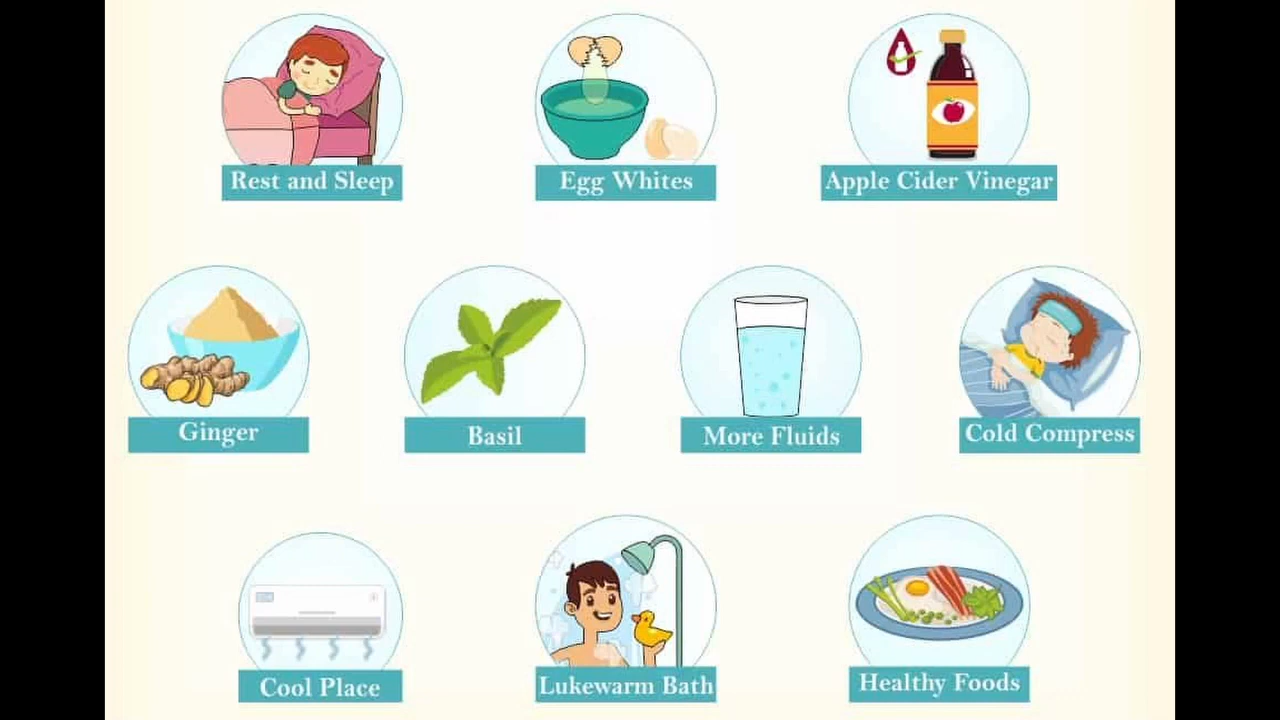 Rest and Sleep
Egg Whites
Apple Cider Vinegar
Ginger
Basil
More Fluids
Cold Compress
Cool Place
Lukewarm Bath
Healthy Foods